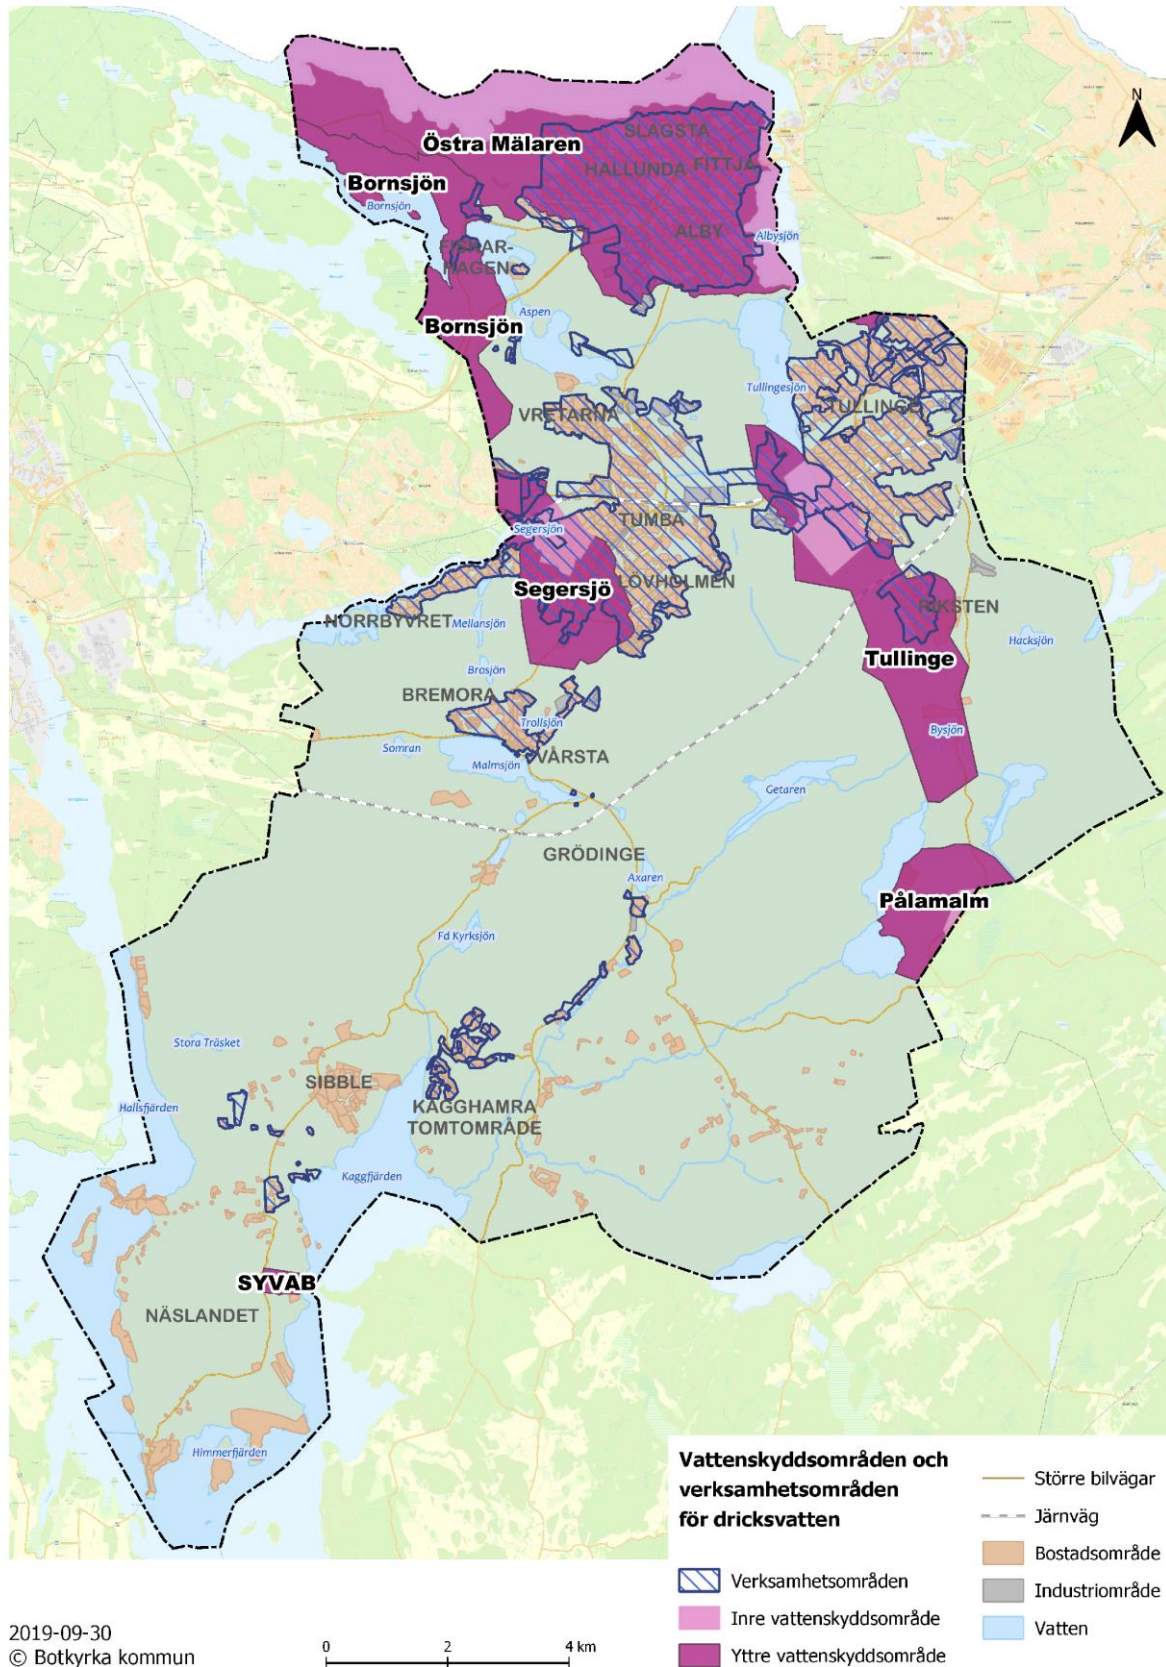 N
SLAGSTA
Östra Mälaren
HALLUNDA
FITTJA
Bornsjön
Bornsjön
ALBY
Albysjön
FISKAR-
HAGEN
Aspen
Bornsjön
Tullingesjön
VRETARNA
TULLINGE
TUMBA
Segersjön
Segersjö
LÖVHOLMEN
RIKSTEN
NORRBYVRET
Mellansjön
Hacksjön
Tullinge
Brosjön
BREMORA
Trollsjön
Bysjön
Somran
VÅRSTA
Malmsjön
Getaren
GRÖDINGE
Axaren
Pålamalm
Fd Kyrksjön
Stora Träsket
SIBBLE
Hallsfjärden
KAGGHAMRA
TOMTOMRÅDE
Kaggfjärden
SYVAB
NÄSLANDET
Himmerfjärden
Vattenskyddsområden och
verksamhetsområden
för dricksvatten
Verksamhetsområden
Inre vattenskyddsområde
Yttre vattenskyddsområde
Större bilvägar
Järnväg
Bostadsområde
Industriområde
Vatten
2019-09-30
© Botkyrka kommun
0 2 4 km